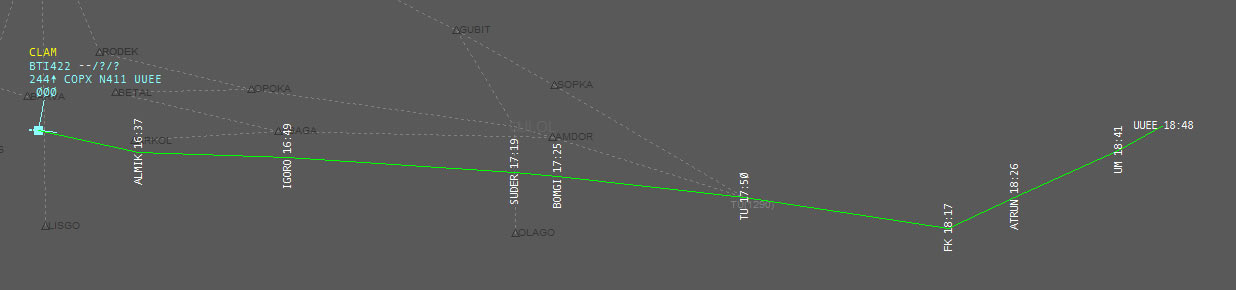 GUBIT
CLAM
RODEK
BTI422 --/?/?
244↑ COPX N411 UUEE
000
BETAL
OPOKA
SOPKA
ALMIK 16:37
RKOL
IGORO 16:49
AGA
SUDER 17:19
AMDOR
BOMGI 17:25
UUEE 18:48
UM 18:41
TU 17:50
ATRUN 18:26
FK 18:17
LISGO
OLAGO